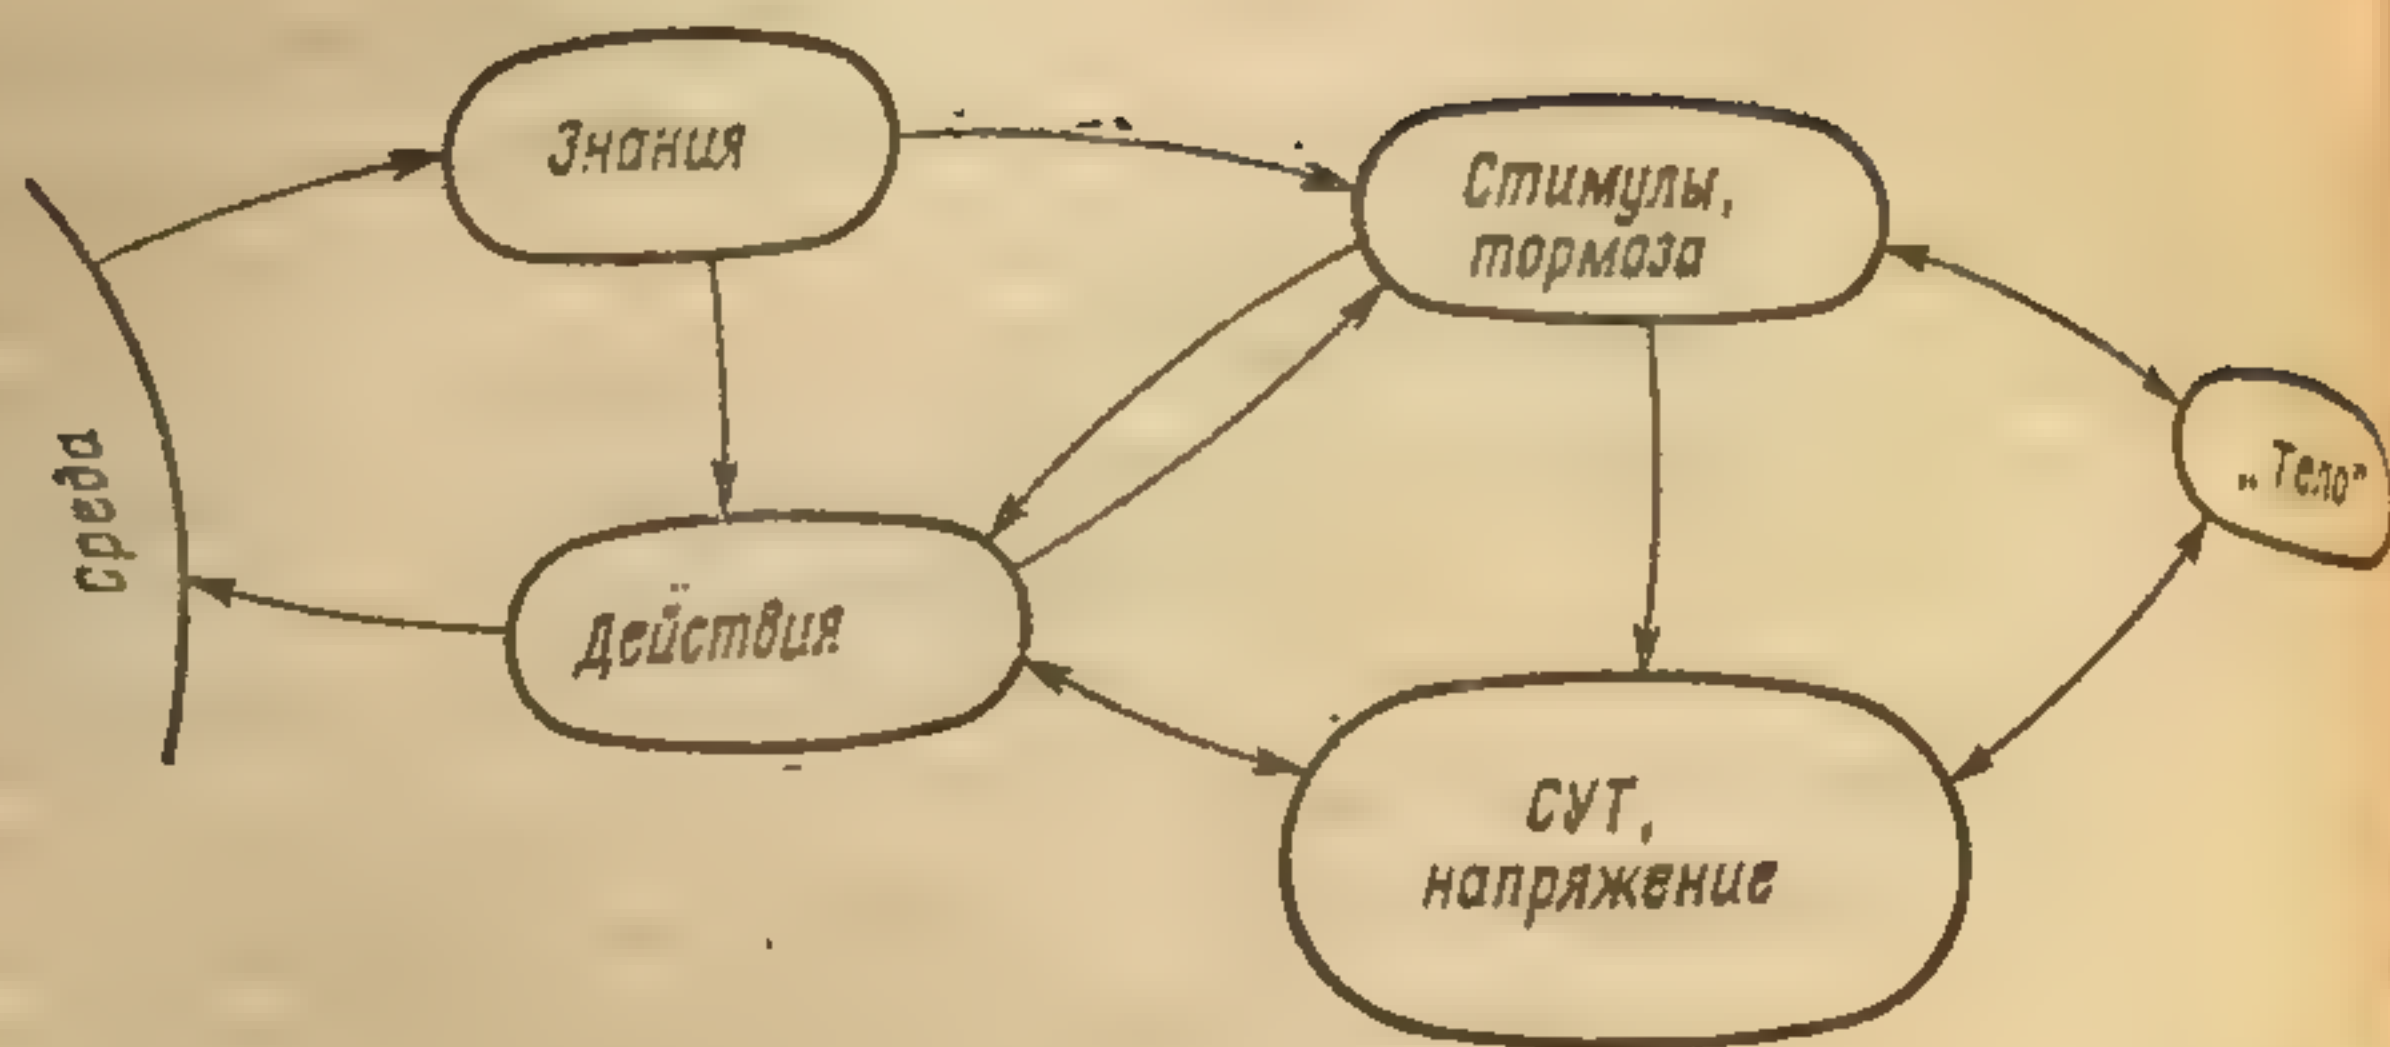 Знания
Стимулы,
тормоза
„Тело"
Среда
Действия
СУТ,
напряжение